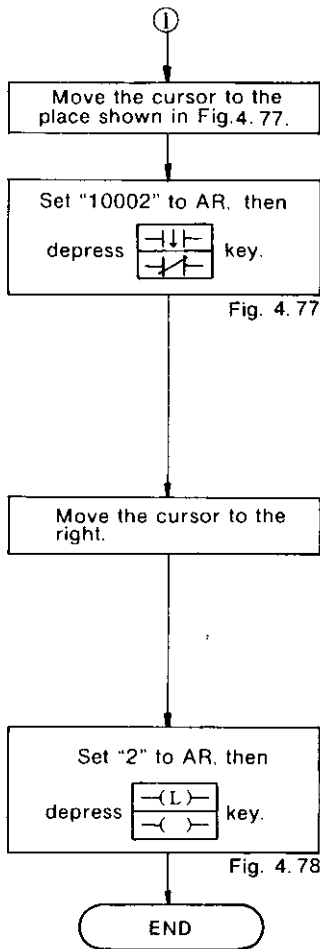 1
Move the cursor to the
place shown in Fig. 4. 77.
Set "10002" to AR, then
depress key.
Fig. 4. 77
Move the cursor to the
right.
Set "2" to AR, then
(L)
depress key.
( )
Fig. 4. 78
END